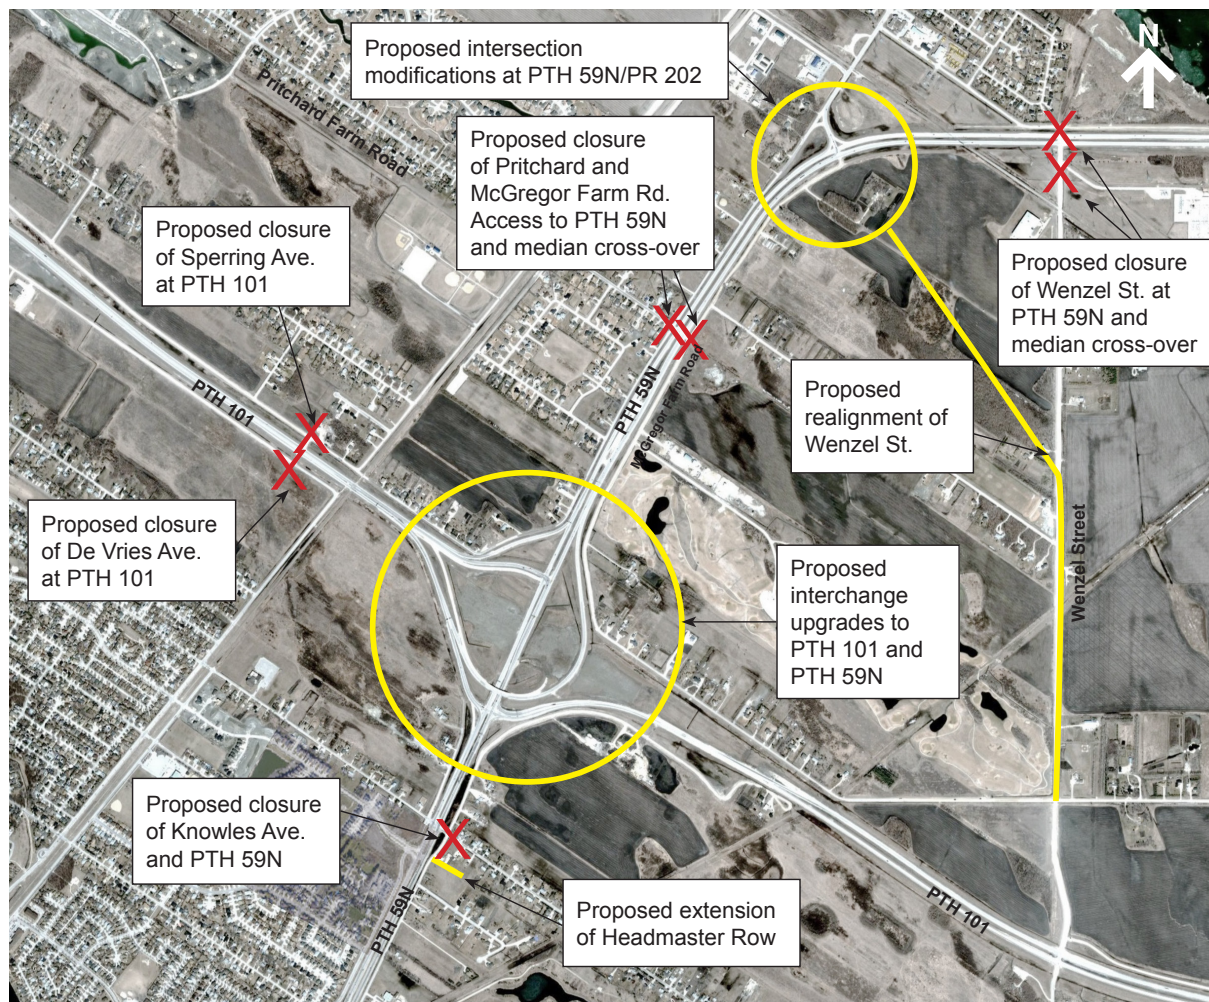 Proposed intersection
modifications at PTH 59N/PR 202
N
Pritchard Farm Road
Proposed closure
of Pritchard and
McGregor Farm Rd.
Access to PTH 59N
and median cross-over
Proposed closure
of Sperring Ave.
at PTH 101
Proposed closure
of Wenzel St. at
PTH 59N and
median cross-over
PTH 101
PTH 59N
McGregor Farm Road
Proposed
realignment of
Wenzel St.
Proposed closure
of De Vries Ave.
at PTH 101
Wenzel Street
Proposed
interchange
upgrades to
PTH 101 and
PTH 59N
Proposed closure
of Knowles Ave.
and PTH 59N
PTH 59N
PTH 101
Proposed extension
of Headmaster Row